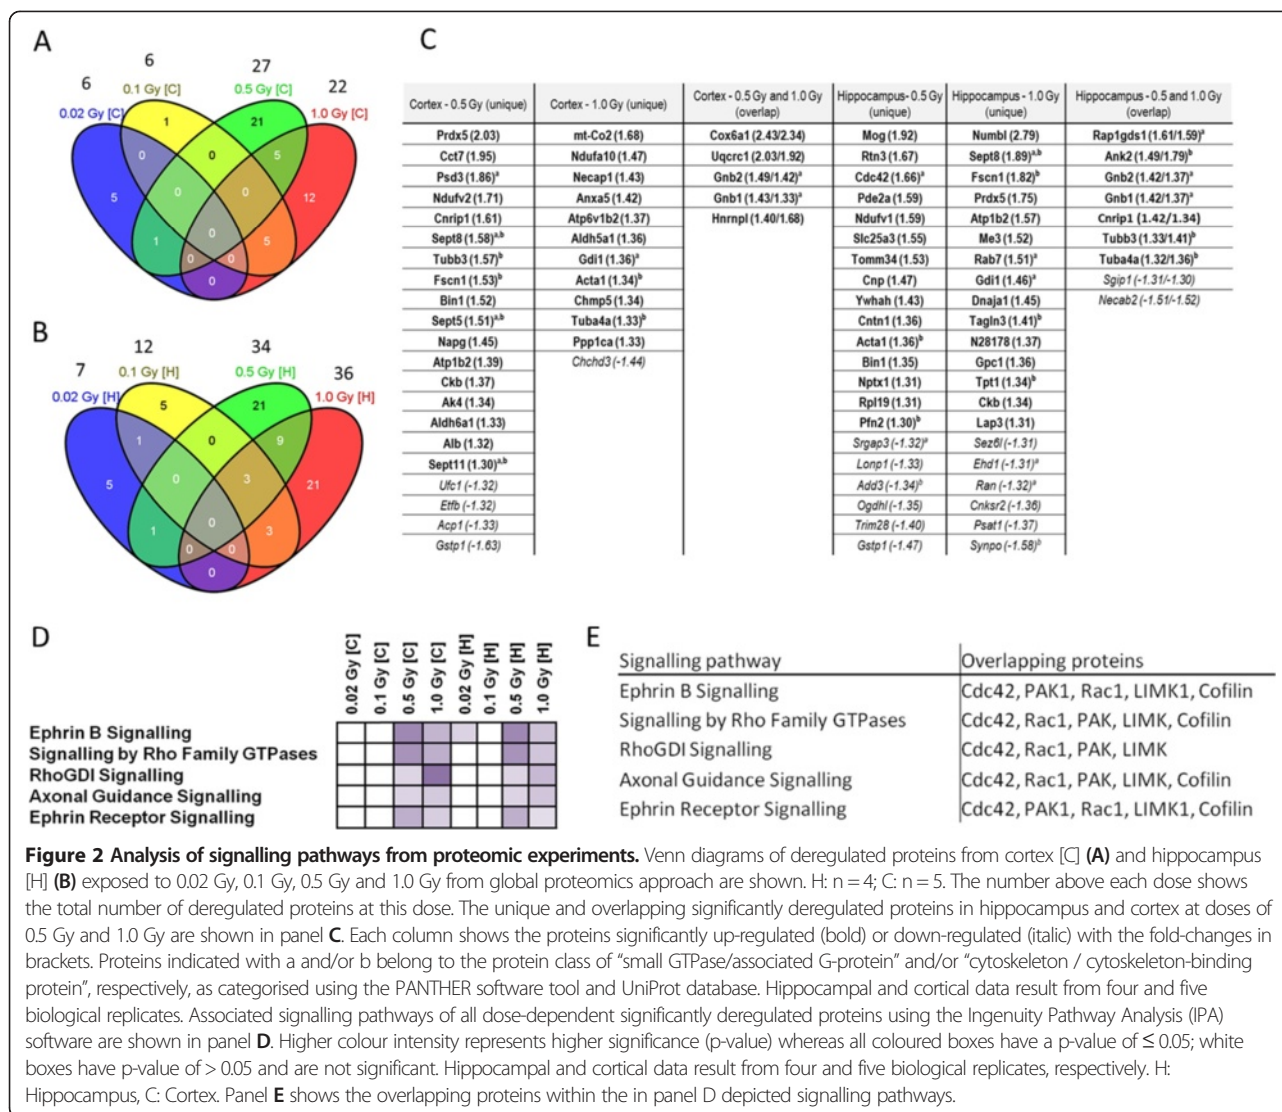 A
6
6
27
22
0.02 Gy [C]
0.1 Gy [C]
0.5 Gy [C]
1.0 Gy [C]
1
21
0
0
5
5
0
0
12
1
0
5
0
0
0
B
7
12
34
36
0.02 Gy [H]
0.1 Gy [H]
0.5 Gy [H]
1.0 Gy [H]
5
21
1
0
9
5
0
3
21
1
0
3
0
0
0
C
Cortex - 0.5 Gy (unique)
Prdx5 (2.03)
Cct7 (1.95)
Psd3 (1.86)ᵃ
Ndufv2 (1.71)
Cnrip1 (1.61)
Sept8 (1.58)ᵃ,ᵇ
Tubb3 (1.57)ᵇ
Fscn1 (1.53)ᵇ
Bin1 (1.52)
Sept5 (1.51)ᵃ,ᵇ
Napg (1.45)
Atp1b2 (1.39)
Ckb (1.37)
Ak4 (1.34)
Aldh6a1 (1.33)
Alb (1.32)
Sept11 (1.30)ᵃ,ᵇ
Ufc1 (-1.32)
Etfb (-1.32)
Acp1 (-1.33)
Gstp1 (-1.63)
Cortex - 1.0 Gy (unique)
mt-Co2 (1.68)
Ndufa10 (1.47)
Necap1 (1.43)
Anxa5 (1.42)
Atp6v1b2 (1.37)
Aldh5a1 (1.36)
Gdi1 (1.36)ᵃ
Acta1 (1.34)ᵇ
Chmp5 (1.34)
Tuba4a (1.33)ᵇ
Ppp1ca (1.33)
Chchd3 (-1.44)
Cortex - 0.5 Gy and 1.0 Gy
(overlap)
Cox6a1 (2.43/2.34)
Uqcrc1 (2.03/1.92)
Gnb2 (1.49/1.42)ᵃ
Gnb1 (1.43/1.33)ᵃ
Hnrnpl (1.40/1.68)
Hippocampus- 0.5 Gy
(unique)
Mog (1.92)
Rtn3 (1.67)
Cdc42 (1.66)ᵃ
Pde2a (1.59)
Ndufv1 (1.59)
Slc25a3 (1.55)
Tomm34 (1.53)
Cnp (1.47)
Ywhah (1.43)
Cntn1 (1.36)
Acta1 (1.36)ᵇ
Bin1 (1.35)
Nptx1 (1.31)
Rpl19 (1.31)
Pfn2 (1.30)ᵇ
Srgap3 (-1.32)ᵃ
Lonp1 (-1.33)
Add3 (-1.34)ᵇ
Ogdhl (-1.35)
Trim28 (-1.40)
Gstp1 (-1.47)
Hippocampus - 1.0 Gy
(unique)
Numbl (2.79)
Sept8 (1.89)ᵃ,ᵇ
Fscn1 (1.82)ᵇ
Prdx5 (1.75)
Atp1b2 (1.57)
Me3 (1.52)
Rab7 (1.51)ᵃ
Gdi1 (1.46)ᵃ
Dnaja1 (1.45)
Tagln3 (1.41)ᵇ
N28178 (1.37)
Gpc1 (1.36)
Tpt1 (1.34)ᵇ
Ckb (1.34)
Lap3 (1.31)
Sez6l (-1.31)
Ehd1 (-1.31)ᵃ
Ran (-1.32)ᵃ
Cnksr2 (-1.36)
Psat1 (-1.37)
Synpo (-1.58)ᵇ
Hippocampus - 0.5 and 1.0 Gy
(overlap)
Rap1gds1 (1.61/1.59)ᵃ
Ank2 (1.49/1.79)ᵇ
Gnb2 (1.42/1.37)ᵃ
Gnb1 (1.42/1.37)ᵃ
Cnrip1 (1.42/1.34)
Tubb3 (1.33/1.41)ᵇ
Tuba4a (1.32/1.36)ᵇ
Sgip1 (-1.31/-1.30)
Necab2 (-1.51/-1.52)
D
0.02 Gy [C]
0.1 Gy [C]
0.5 Gy [C]
1.0 Gy [C]
0.02 Gy [H]
0.1 Gy [H]
0.5 Gy [H]
1.0 Gy [H]
Ephrin B Signalling
Signalling by Rho Family GTPases
RhoGDI Signalling
Axonal Guidance Signalling
Ephrin Receptor Signalling
E
Signalling pathway Overlapping proteins
Ephrin B Signalling Cdc42, PAK1, Rac1, LIMK1, Cofilin
Signalling by Rho Family GTPases Cdc42, Rac1, PAK, LIMK, Cofilin
RhoGDI Signalling Cdc42, Rac1, PAK, LIMK
Axonal Guidance Signalling Cdc42, Rac1, PAK, LIMK, Cofilin
Ephrin Receptor Signalling Cdc42, PAK1, Rac1, LIMK1, Cofilin
Figure 2 Analysis of signalling pathways from proteomic experiments. Venn diagrams of deregulated proteins from cortex [C] (A) and hippocampus
[H] (B) exposed to 0.02 Gy, 0.1 Gy, 0.5 Gy and 1.0 Gy from global proteomics approach are shown. H: n = 4; C: n = 5. The number above each dose shows
the total number of deregulated proteins at this dose. The unique and overlapping significantly deregulated proteins in hippocampus and cortex at doses of
0.5 Gy and 1.0 Gy are shown in panel C. Each column shows the proteins significantly up-regulated (bold) or down-regulated (italic) with the fold-changes in
brackets. Proteins indicated with a and/or b belong to the protein class of “small GTPase/associated G-protein” and/or “cytoskeleton / cytoskeleton-binding
protein”, respectively, as categorised using the PANTHER software tool and UniProt database. Hippocampal and cortical data result from four and five
biological replicates. Associated signalling pathways of all dose-dependent significantly deregulated proteins using the Ingenuity Pathway Analysis (IPA)
software are shown in panel D. Higher colour intensity represents higher significance (p-value) whereas all coloured boxes have a p-value of ≤ 0.05; white
boxes have p-value of > 0.05 and are not significant. Hippocampal and cortical data result from four and five biological replicates, respectively. H:
Hippocampus, C: Cortex. Panel E shows the overlapping proteins within the in panel D depicted signalling pathways.